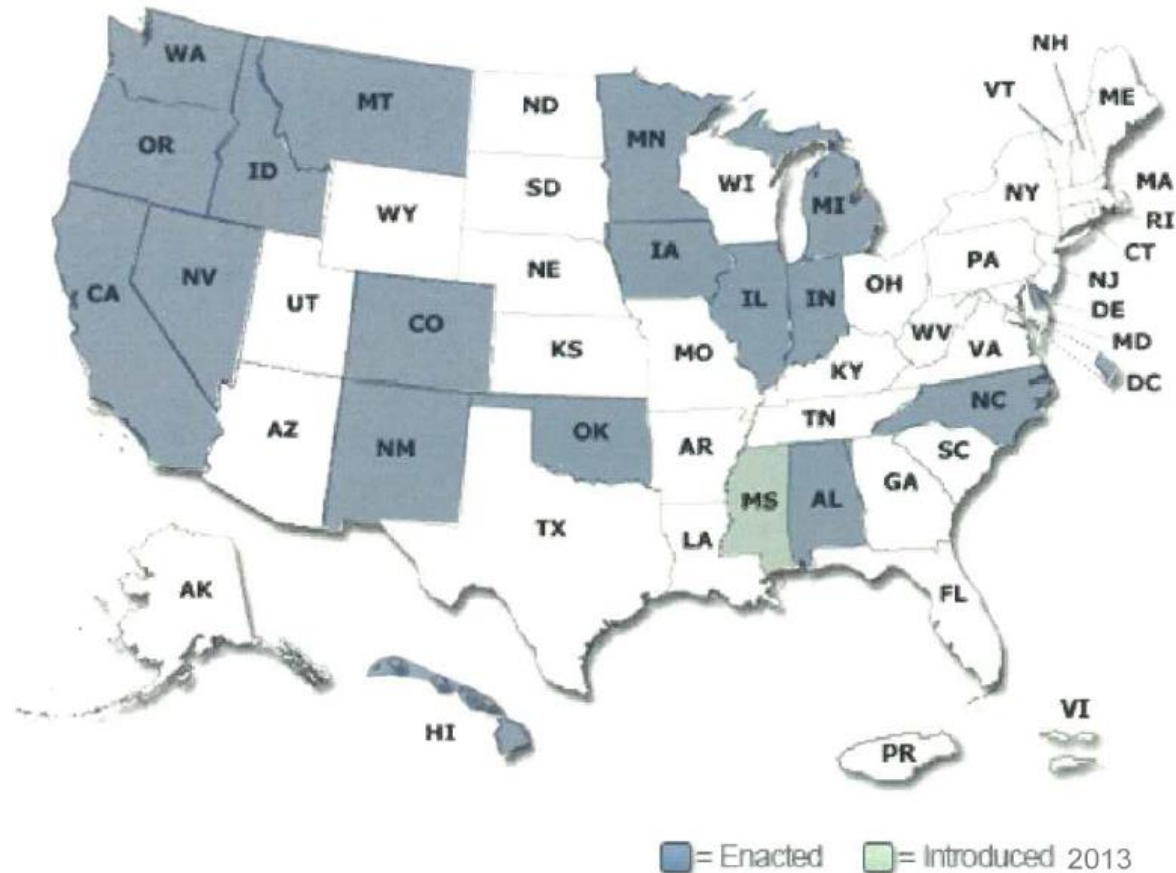 WA
MT
ND
MN
OR
ID
SD
WI
MI
WY
NH
VT
ME
NY
MA
RI
CT
NV
CA
UT
CO
NE
IA
IL
IN
OH
PA
NJ
DE
MD
DC
WV
VA
KS
MO
KY
NC
TN
AZ
NM
OK
AR
SC
MS
AL
GA
TX
LA
FL
AK
HI
PR
VI
= Enacted = Introduced 2013